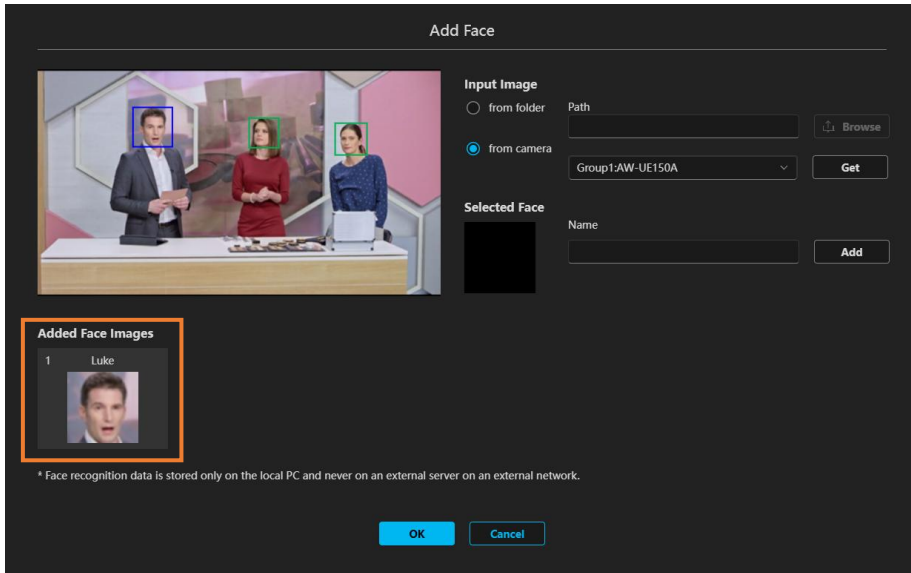 Add Face
Input Image
from folder
Path
Browse
from camera
Group1:AW-UE150A
Get
Selected Face
Name
Add
Added Face Images
1 Luke
* Face recognition data is stored only on the local PC and never on an external server on an external network.
OK
Cancel